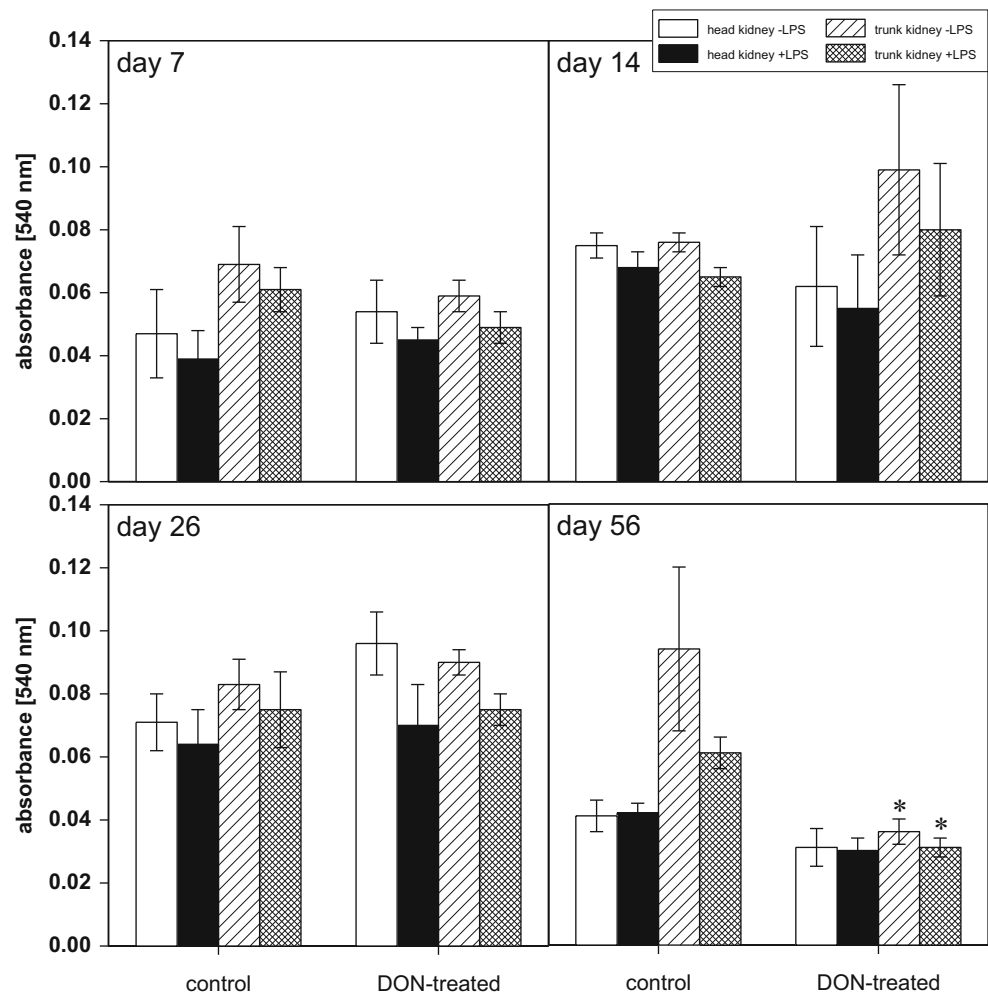 head kidney -LPS
trunk kidney -LPS
head kidney +LPS
trunk kidney +LPS
absorbance [540 nm]
0.14
0.12
0.10
0.08
0.06
0.04
0.02
0.00
day 7
day 14
absorbance [540 nm]
0.14
0.12
0.10
0.08
0.06
0.04
0.02
0.00
day 26
day 56
*
*
control
DON-treated
control
DON-treated